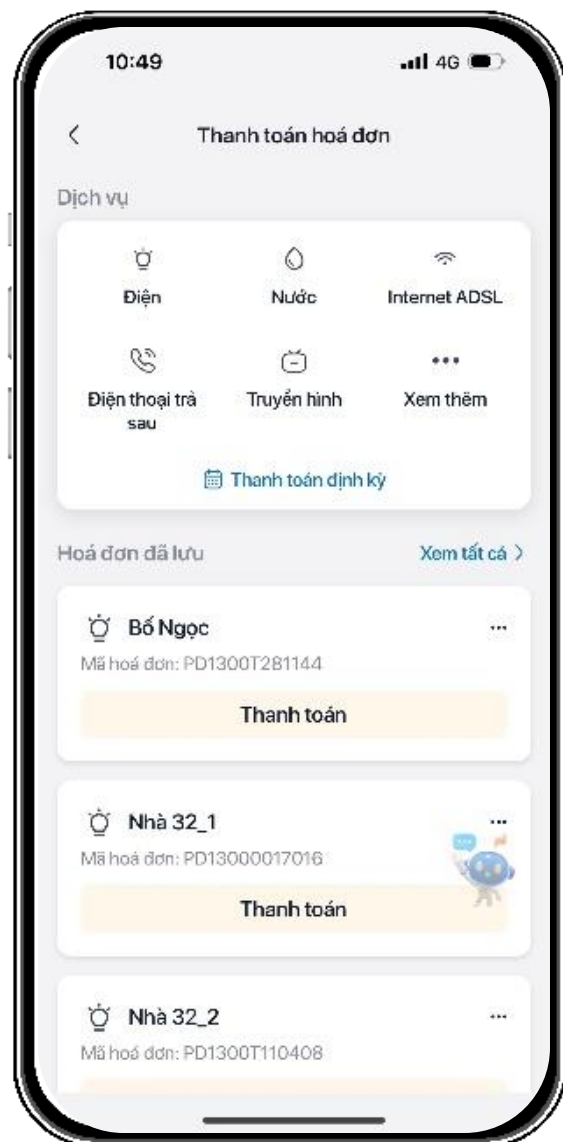 10:49
4G
Thanh toán hoá đơn
Dịch vụ
Điện
Nước
Internet ADSL
Điện thoại trả
sau
Truyền hình
Xem thêm
Thanh toán định kỳ
Hoá đơn đã lưu
Xem tất cả
Bố Ngọc
Mã hoá đơn: PD1300T281144
Thanh toán
Nhà 32_1
Mã hoá đơn: PD13000017016
Thanh toán
Nhà 32_2
Mã hoá đơn: PD1300T110408